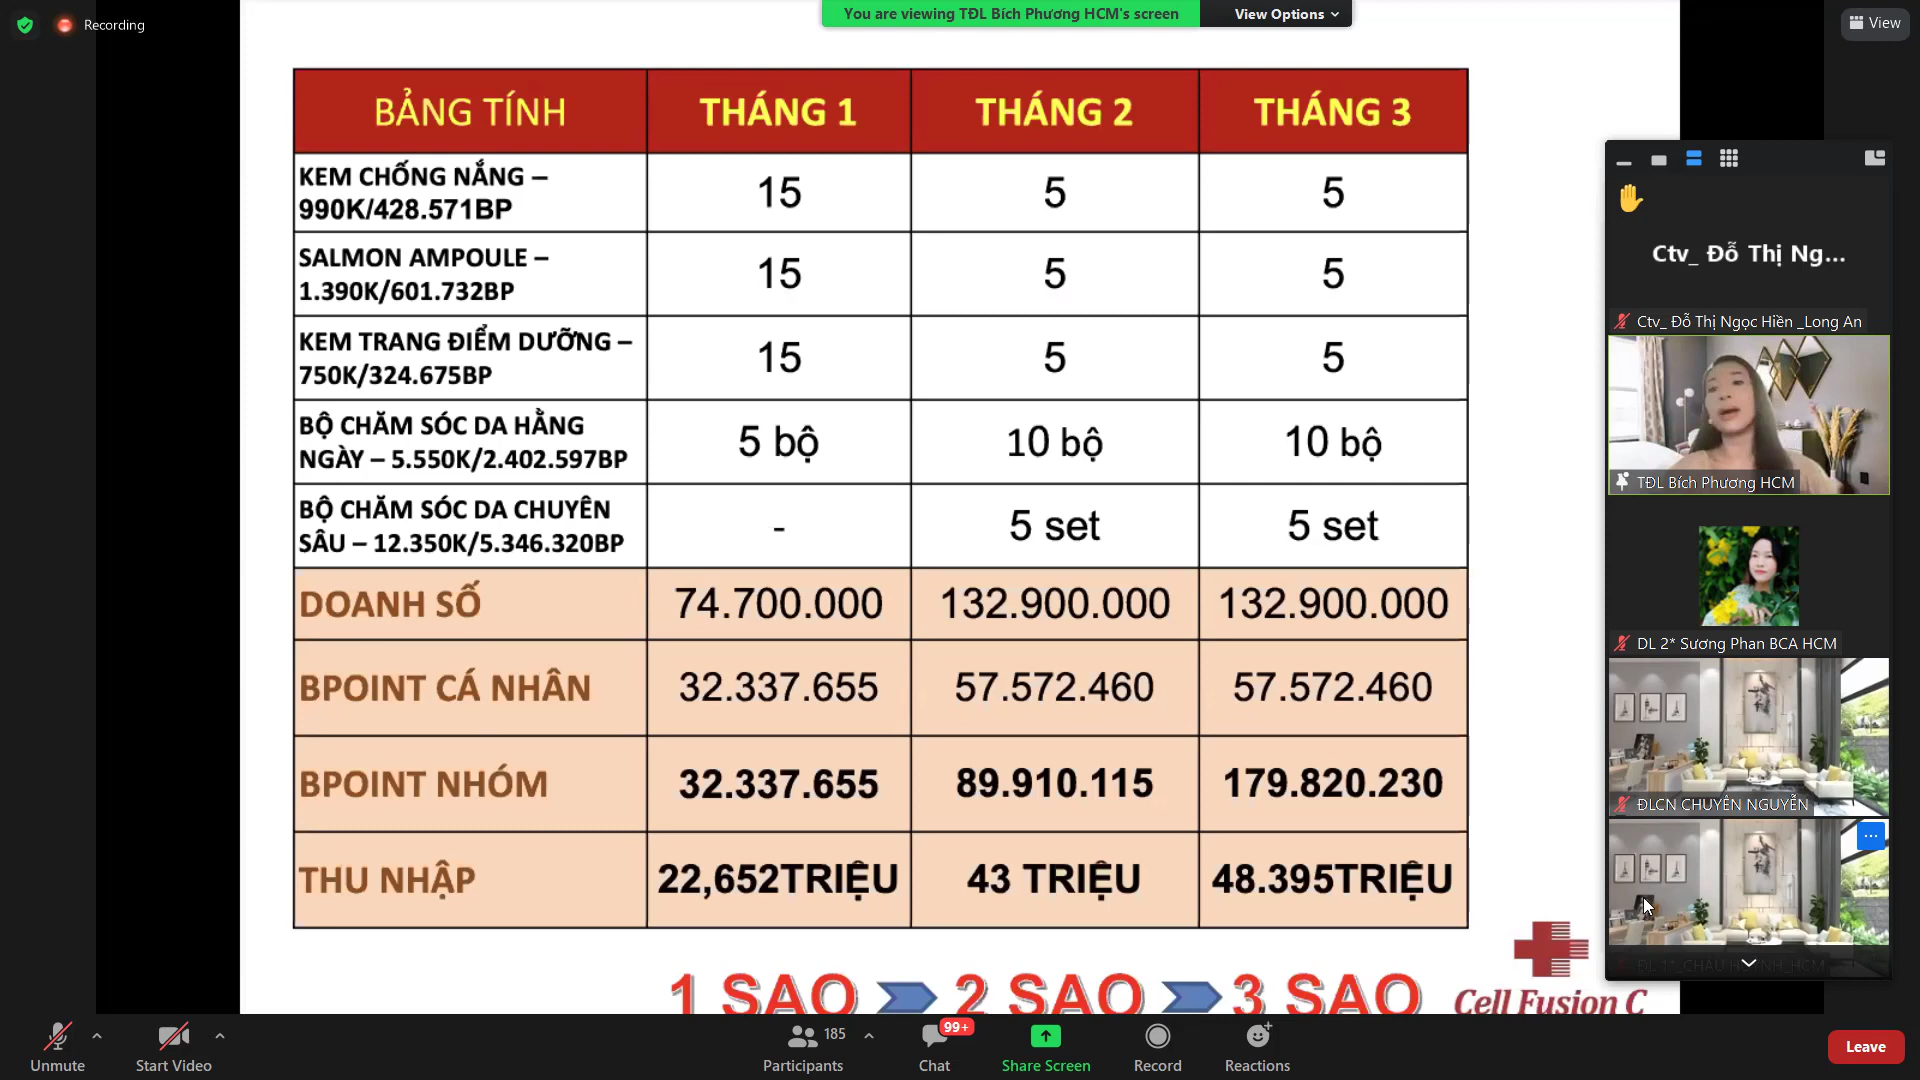 Recording
You are viewing TĐL Bích Phương HCM's screen
View Options
View
BẢNG TÍNH
THÁNG 1
THÁNG 2
THÁNG 3
KEM CHỐNG NẮNG –
990K/428.571BP
15
5
5
SALMON AMPOULE –
1.390K/601.732BP
15
5
5
KEM TRANG ĐIỂM DƯỠNG –
750K/324.675BP
15
5
5
BỘ CHĂM SÓC DA HẰNG
NGÀY – 5.550K/2.402.597BP
5 bộ
10 bộ
10 bộ
BỘ CHĂM SÓC DA CHUYÊN
SÂU – 12.350K/5.346.320BP
-
5 set
5 set
DOANH SỐ
74.700.000
132.900.000
132.900.000
BPOINT CÁ NHÂN
32.337.655
57.572.460
57.572.460
BPOINT NHÓM
32.337.655
89.910.115
179.820.230
THU NHẬP
22,652TRIỆU
43 TRIỆU
48.395TRIỆU
1 SAO
2 SAO
3 SAO
Cell Fusion C
Ctv_ Đỗ Thị Ng...
Ctv_ Đỗ Thị Ngọc Hiền _Long An
TĐL Bích Phương HCM
DL 2* Sương Phan BCA HCM
ĐLCN CHUYÊN NGUYỄN
Unmute
Start Video
185
Participants
99+
Chat
Share Screen
Record
Reactions
Leave